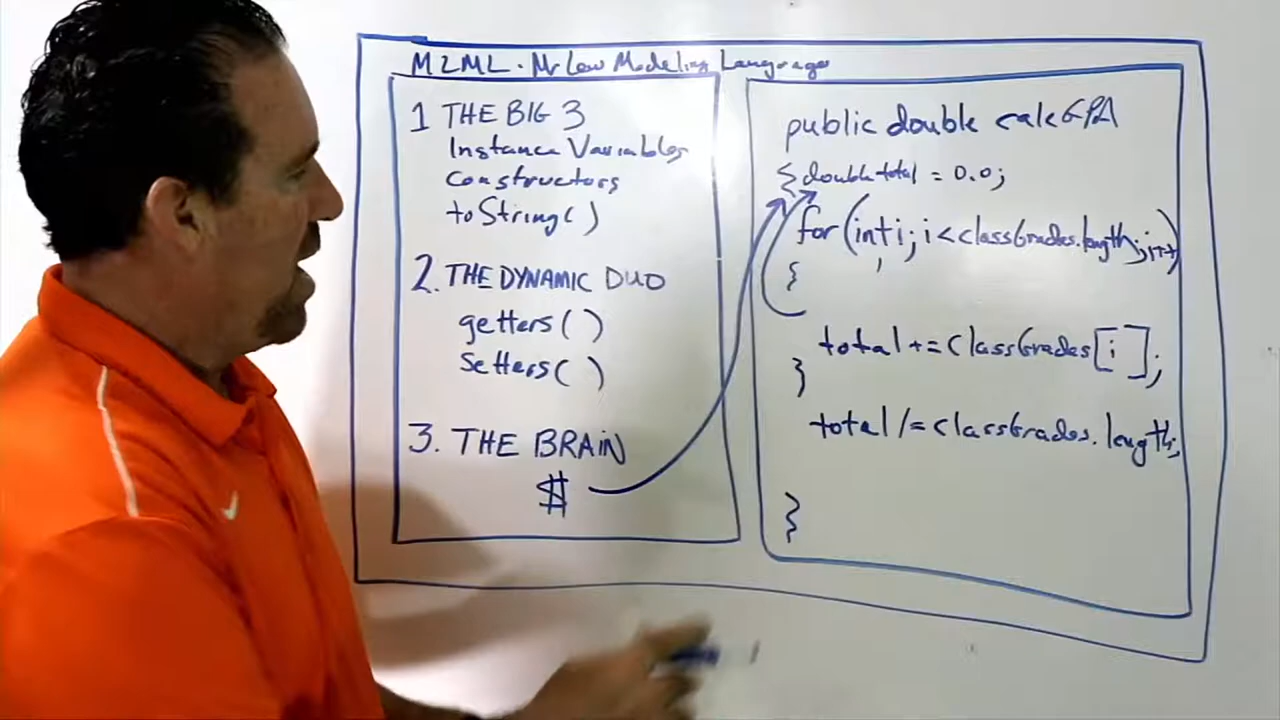 MLML - Mr Low Modeling Language
1 THE BIG 3
Instance Variables
Constructors
toString()
2. THE DYNAMIC DUO
getters()
Setters()
3. THE BRAIN
$
public double calcGPA
{ double total = 0.0;
for (int i; i < classGrades.length; i++)
{
total += classGrades[i];
}
total /= classGrades.length;
}